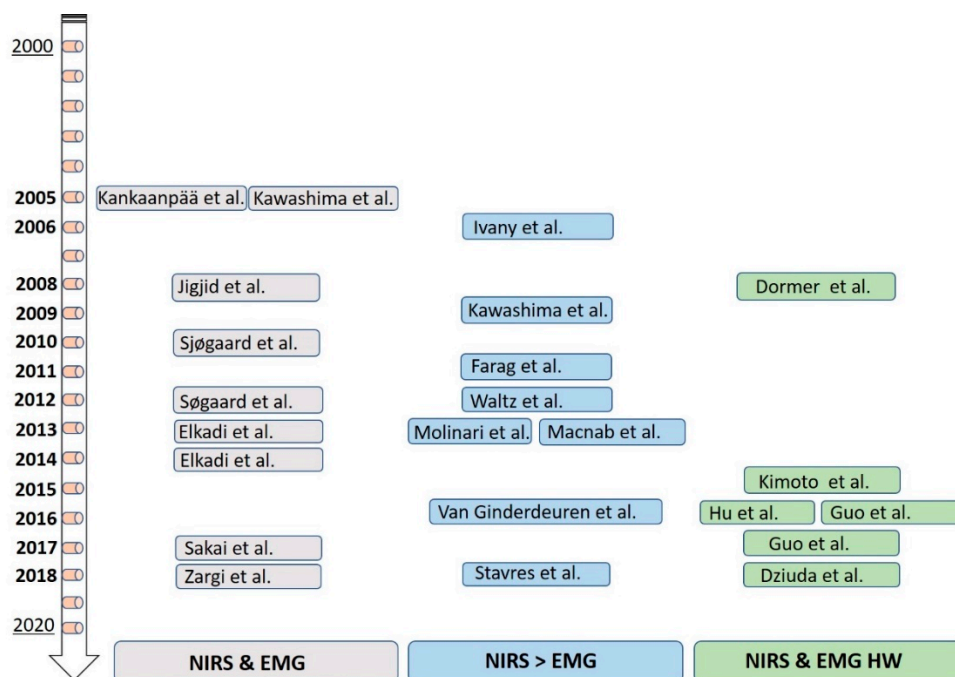 2000
2005 Kankaanpää et al. Kawashima et al.
2006 Ivany et al.
2008 Jigjid et al. Dormer et al.
2009 Kawashima et al.
2010 Sjøgaard et al.
2011 Farag et al.
2012 Søgaard et al. Waltz et al.
2013 Elkadi et al. Molinari et al. Macnab et al.
2014 Elkadi et al.
2015 Kimoto et al.
2016 Van Ginderdeuren et al. Hu et al. Guo et al.
2017 Sakai et al. Guo et al.
2018 Zargi et al. Stavres et al. Dziuda et al.
2020
NIRS & EMG NIRS > EMG NIRS & EMG HW